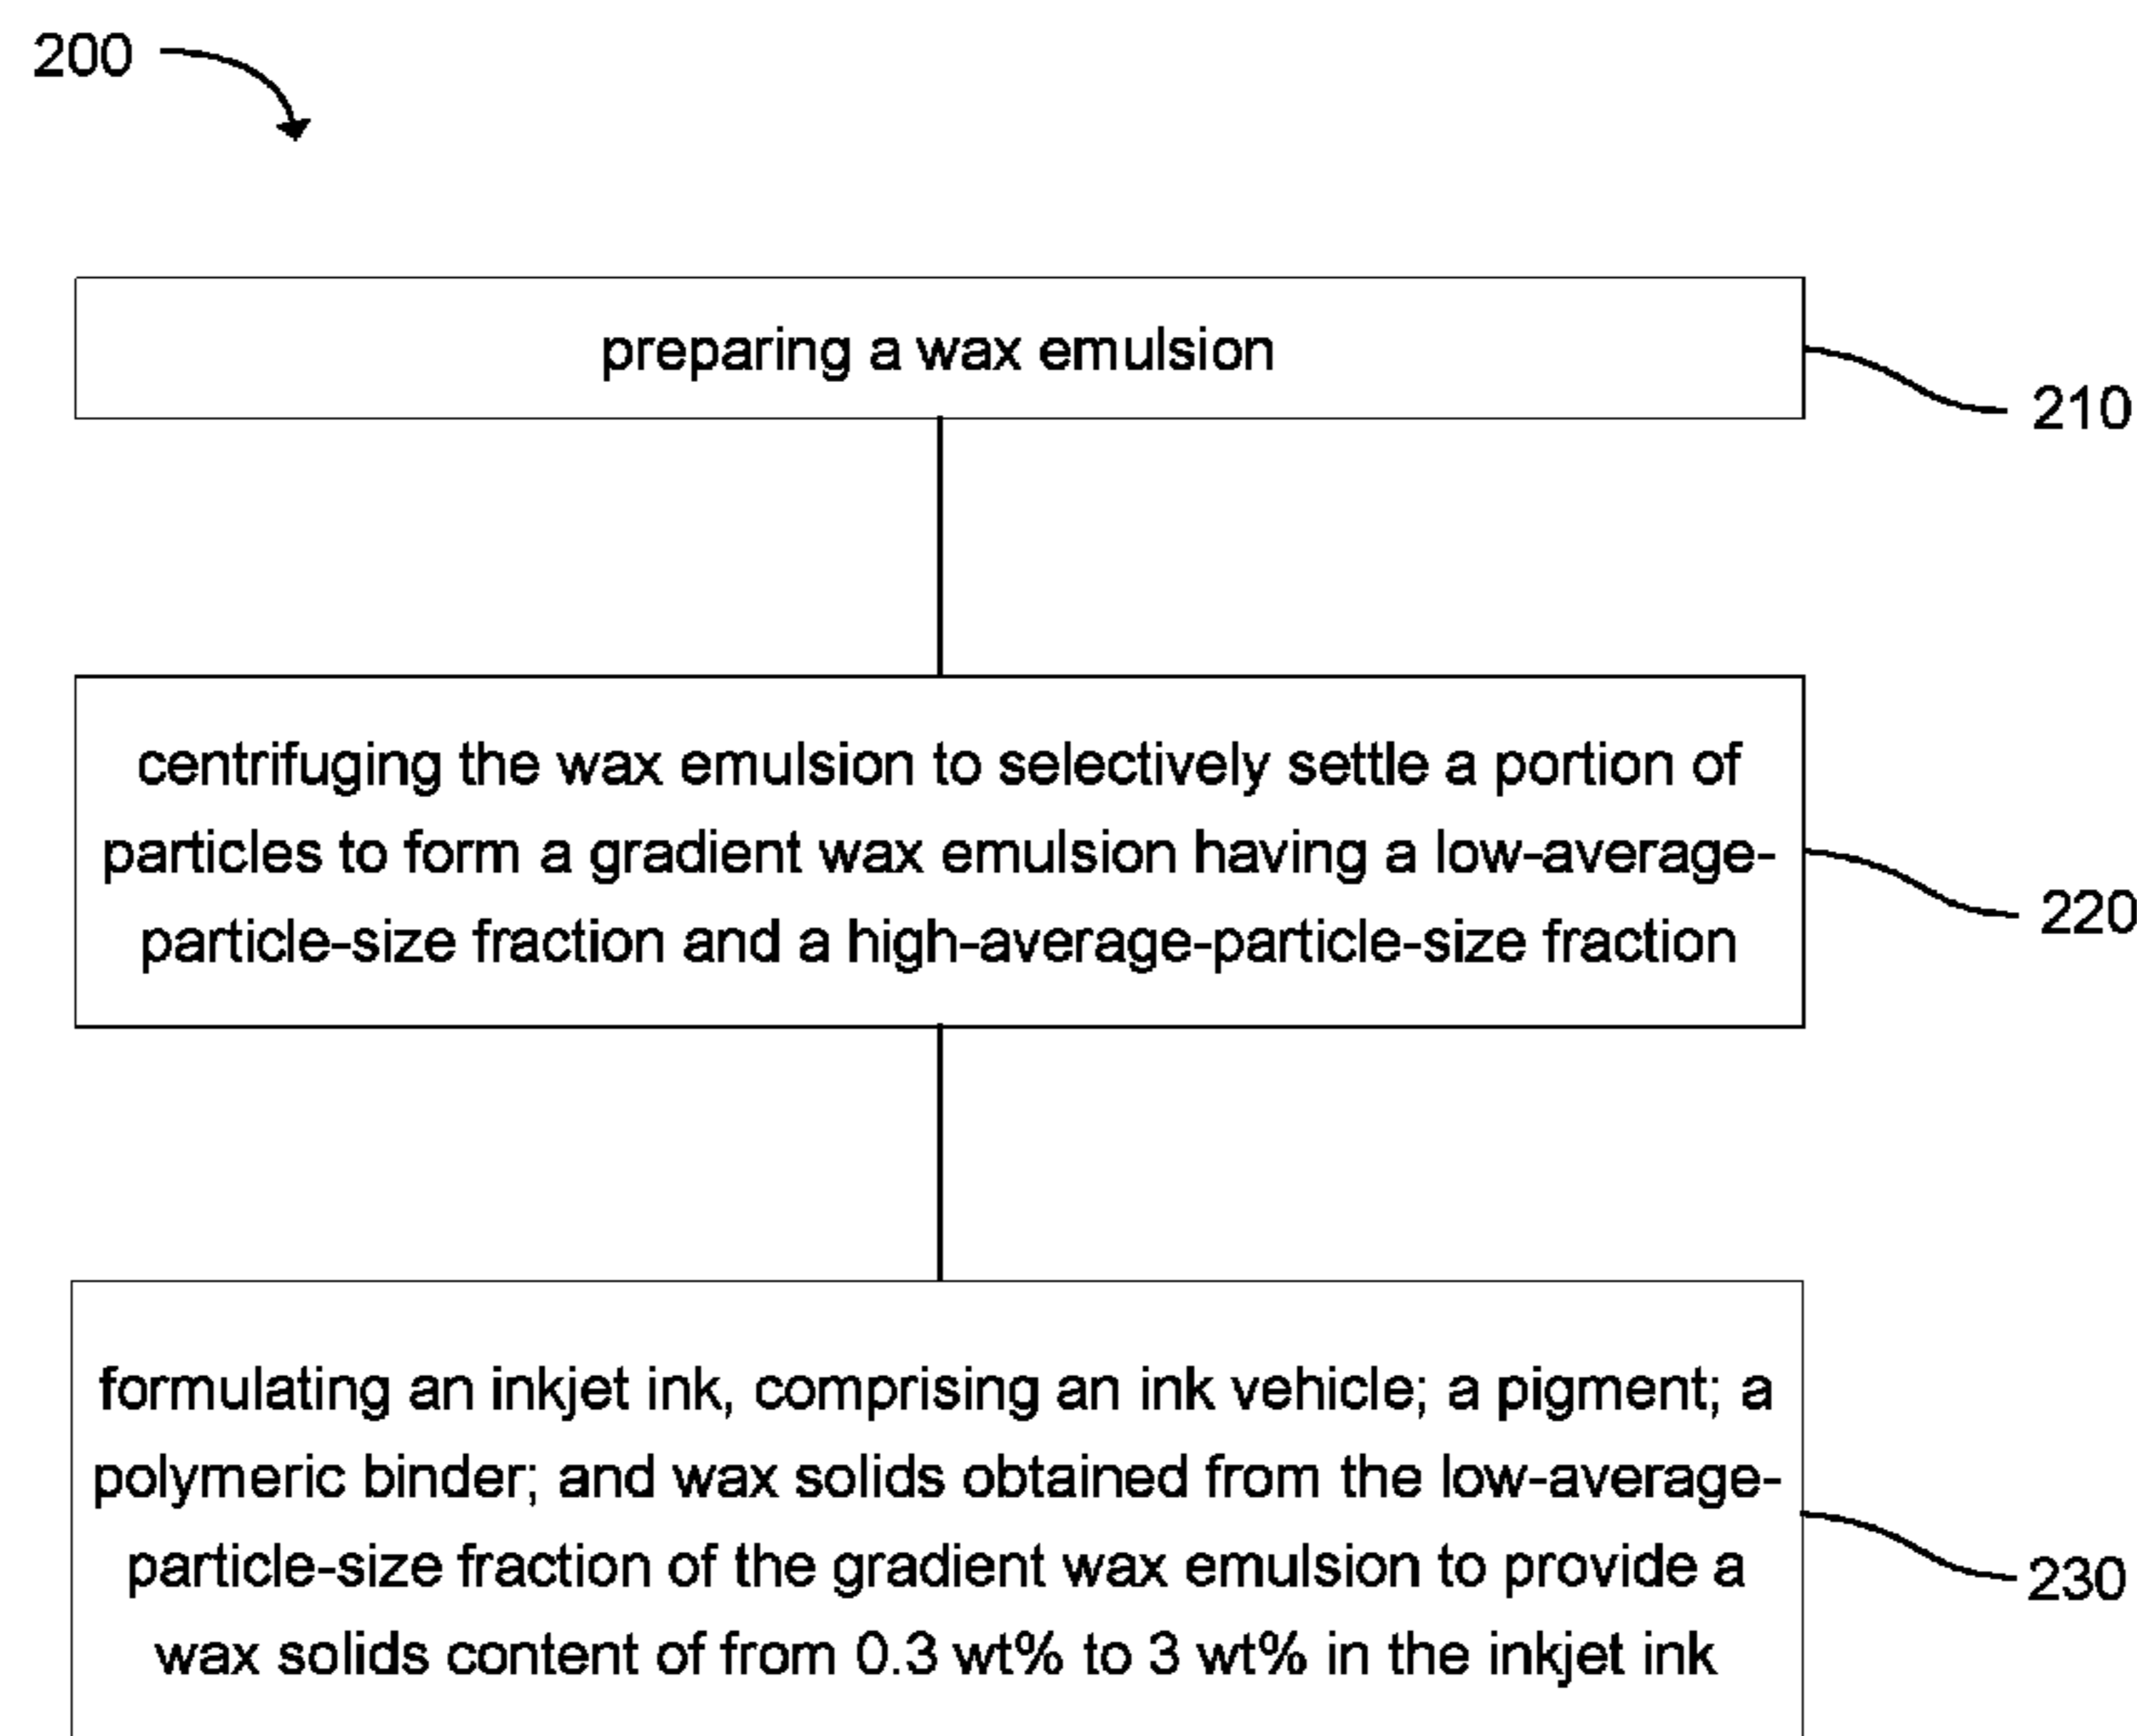 200
preparing a wax emulsion
210
centrifuging the wax emulsion to selectively settle a portion of
particles to form a gradient wax emulsion having a low-average-
particle-size fraction and a high-average-particle-size fraction
220
formulating an inkjet ink, comprising an ink vehicle; a pigment; a
polymeric binder; and wax solids obtained from the low-average-
particle-size fraction of the gradient wax emulsion to provide a
wax solids content of from 0.3 wt% to 3 wt% in the inkjet ink
230